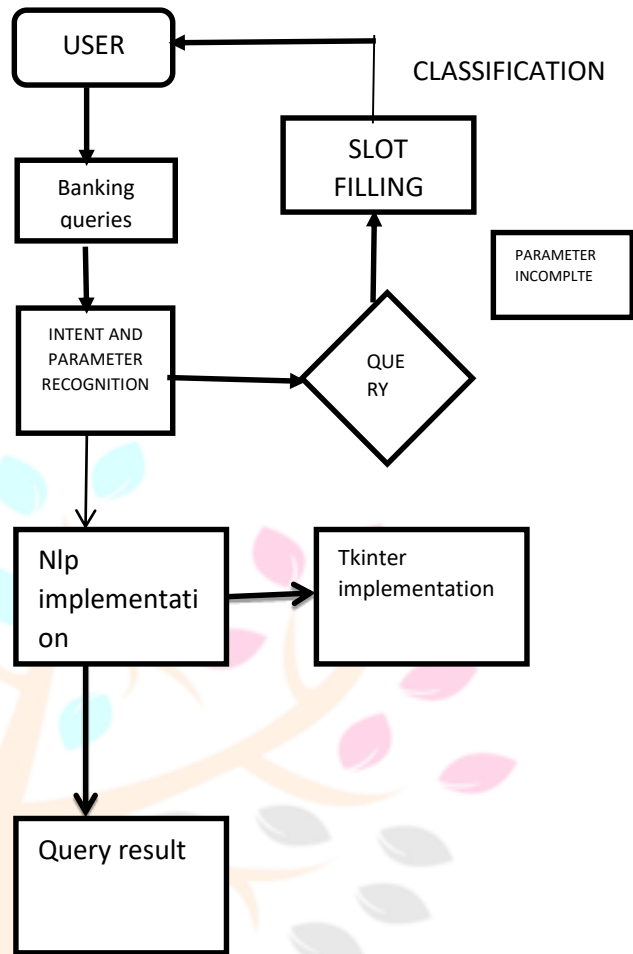 USER
CLASSIFICATION
SLOT
FILLING
Banking
queries
PARAMETER
INCOMPLTE
INTENT AND
PARAMETER
RECOGNITION
QUE
RY
Nlp
implementati
on
Tkinter
implementation
Query result